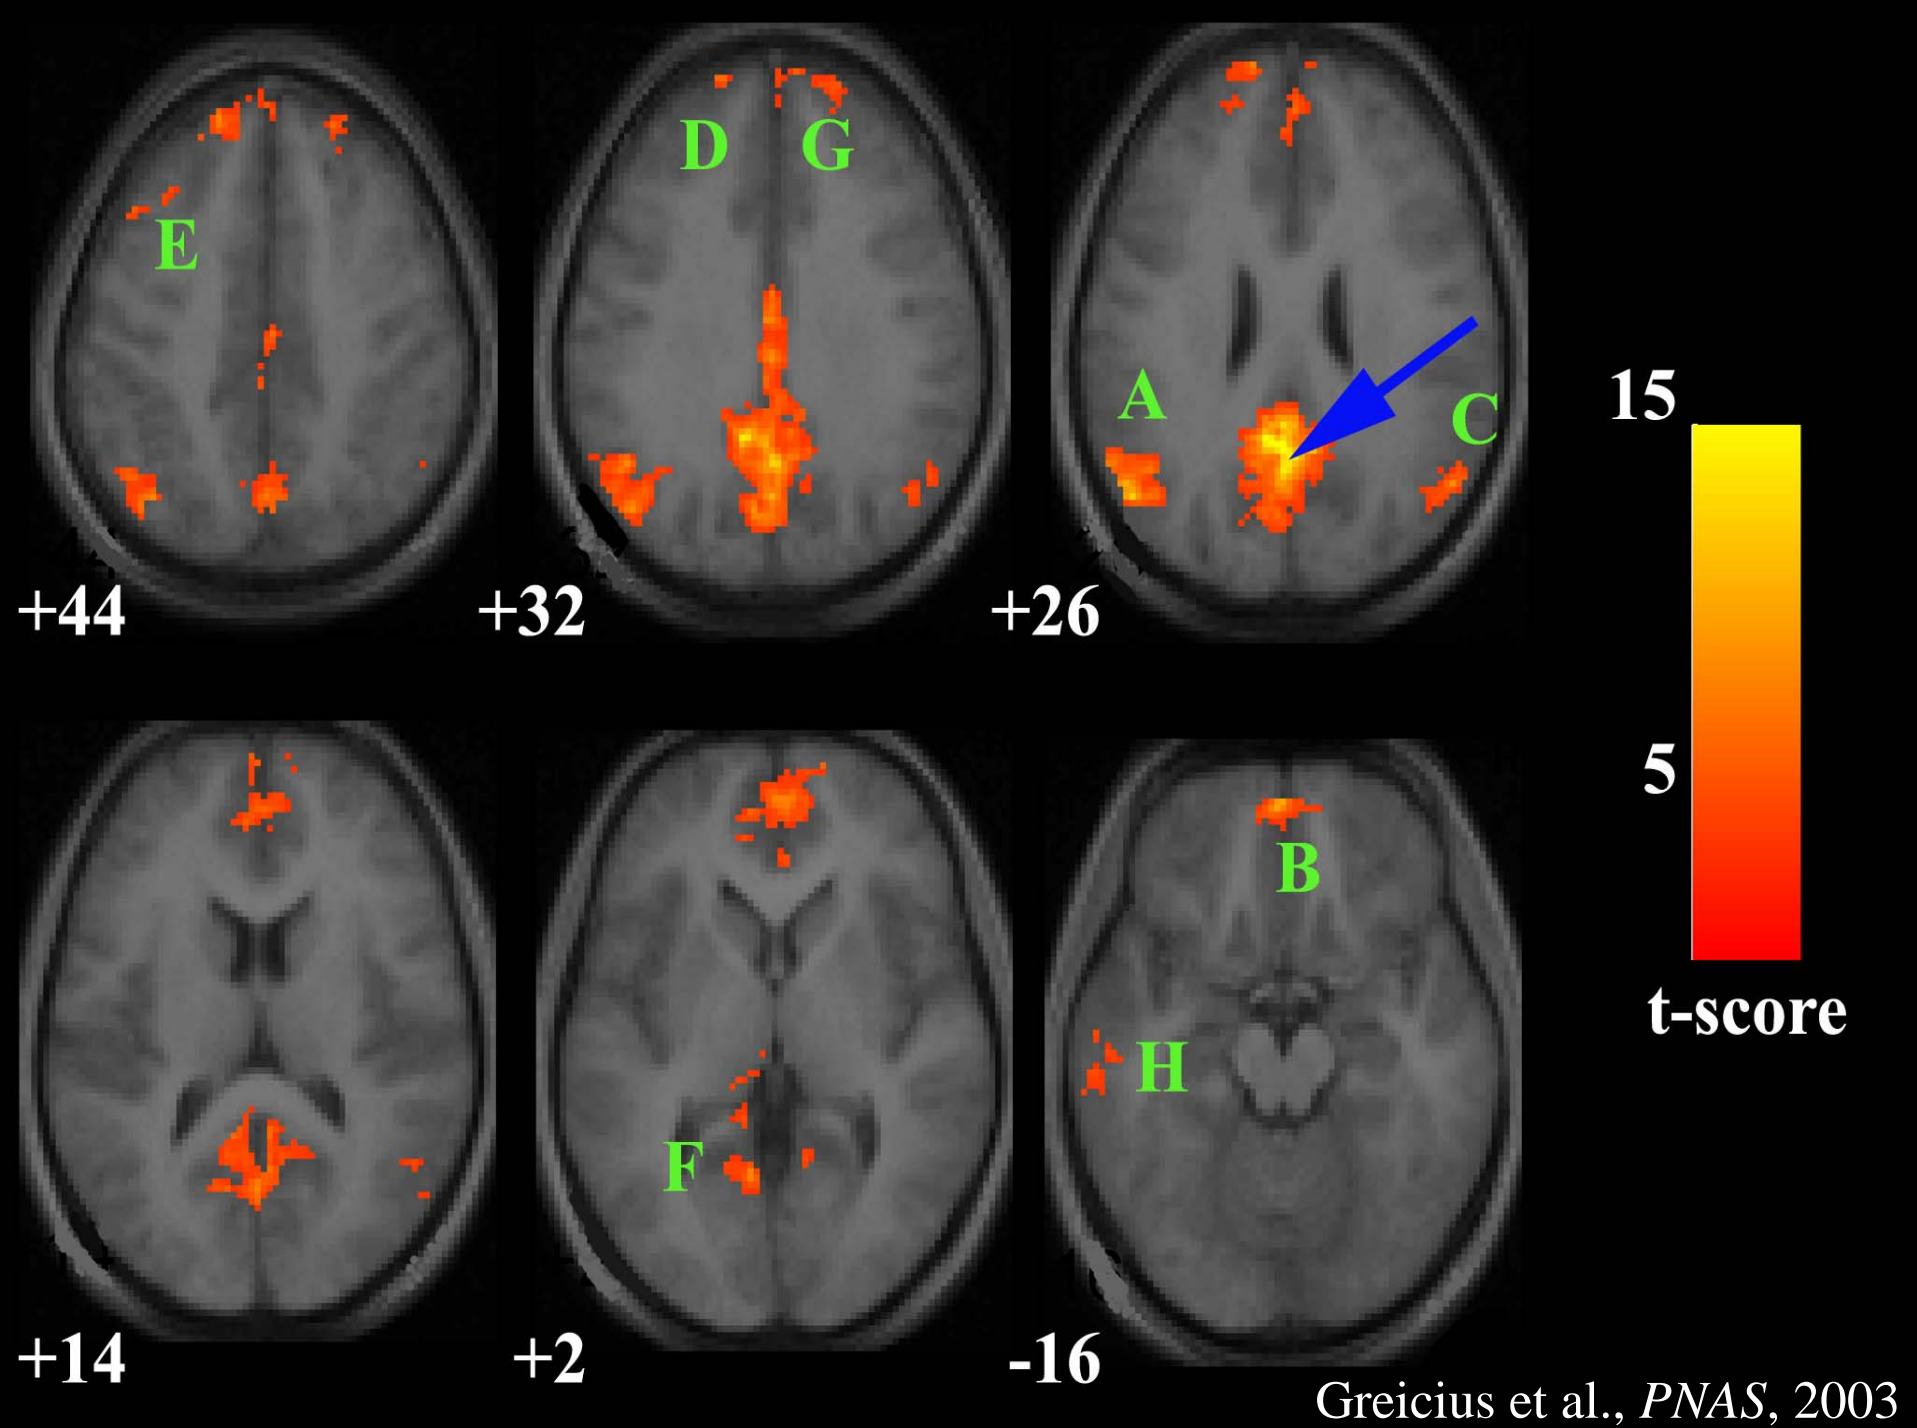 E
D G
A
C
15
5
+44
+32
+26
t-score
B
H
F
+14
+2
-16
Greicius et al., PNAS, 2003